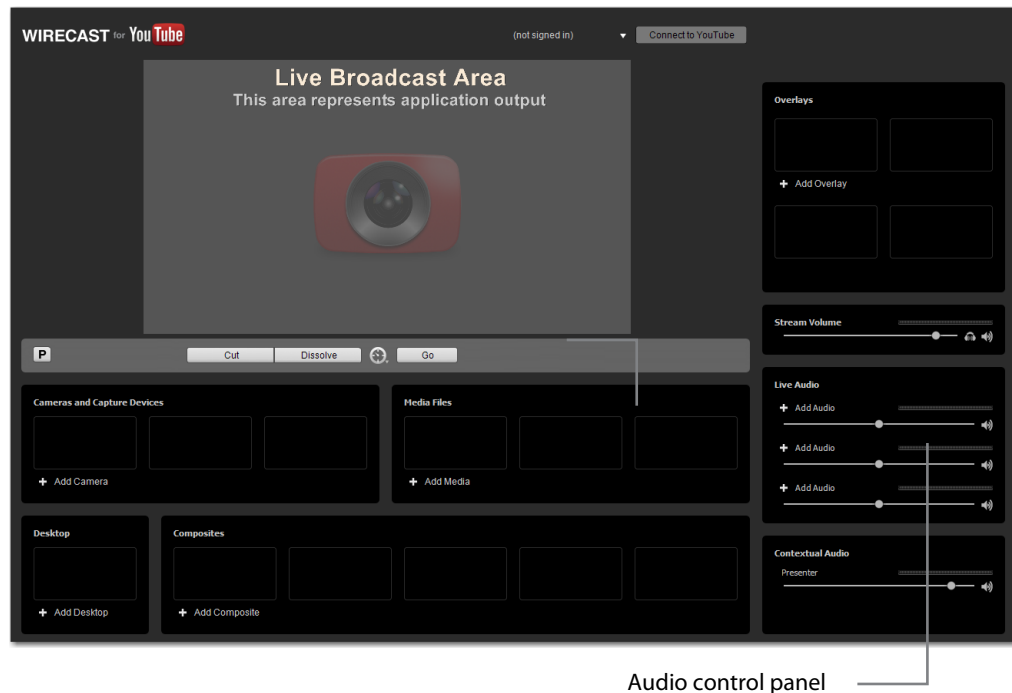 WIRECAST for YouTube
(not signed in)
Connect to YouTube
Live Broadcast Area
This area represents application output
P
Cut
Dissolve
Go
Cameras and Capture Devices
Add Camera
Media Files
Add Media
Desktop
Add Desktop
Composites
Add Composite
Overlays
Add Overlay
Stream Volume
Live Audio
Add Audio
Add Audio
Add Audio
Contextual Audio
Presenter
Audio control panel